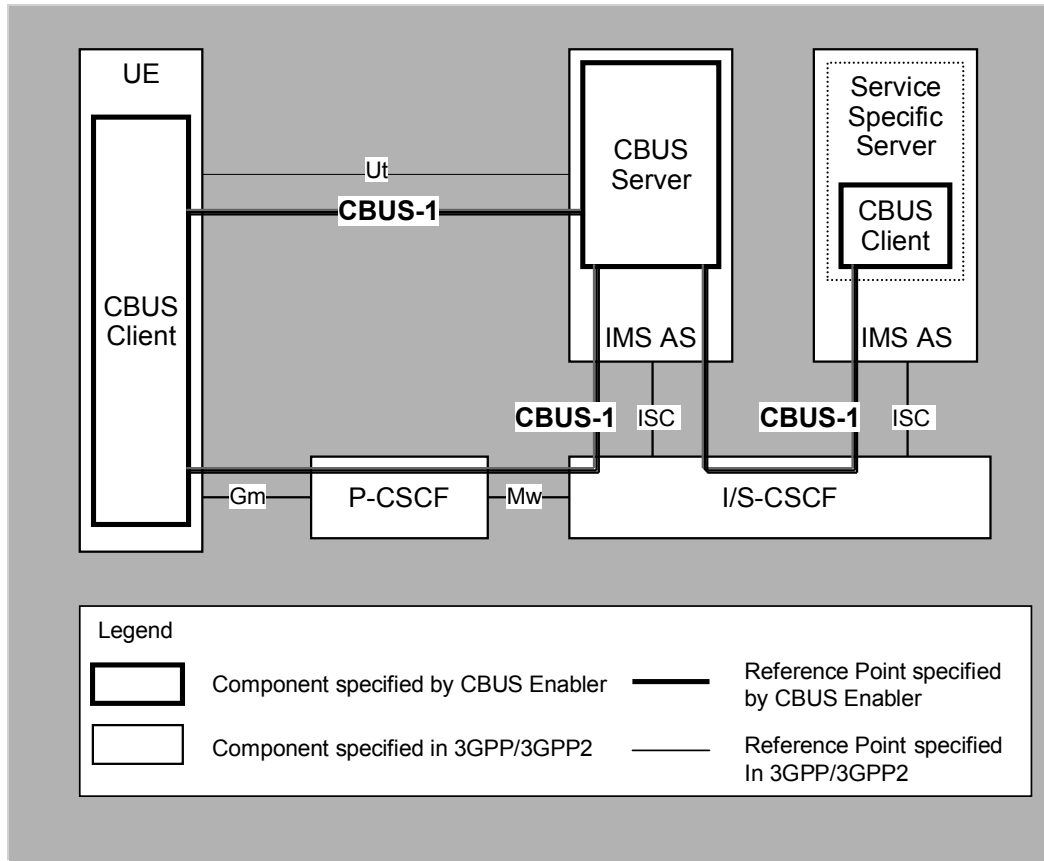 UE
CBUS
Client
Ut
CBUS-1
CBUS
Server
IMS AS
Service
Specific
Server
CBUS
Client
IMS AS
CBUS-1
ISC
CBUS-1
ISC
Gm
P-CSCF
Mw
I/S-CSCF
Legend
Component specified by CBUS Enabler
Reference Point specified
by CBUS Enabler
Component specified in 3GPP/3GPP2
Reference Point specified
In 3GPP/3GPP2